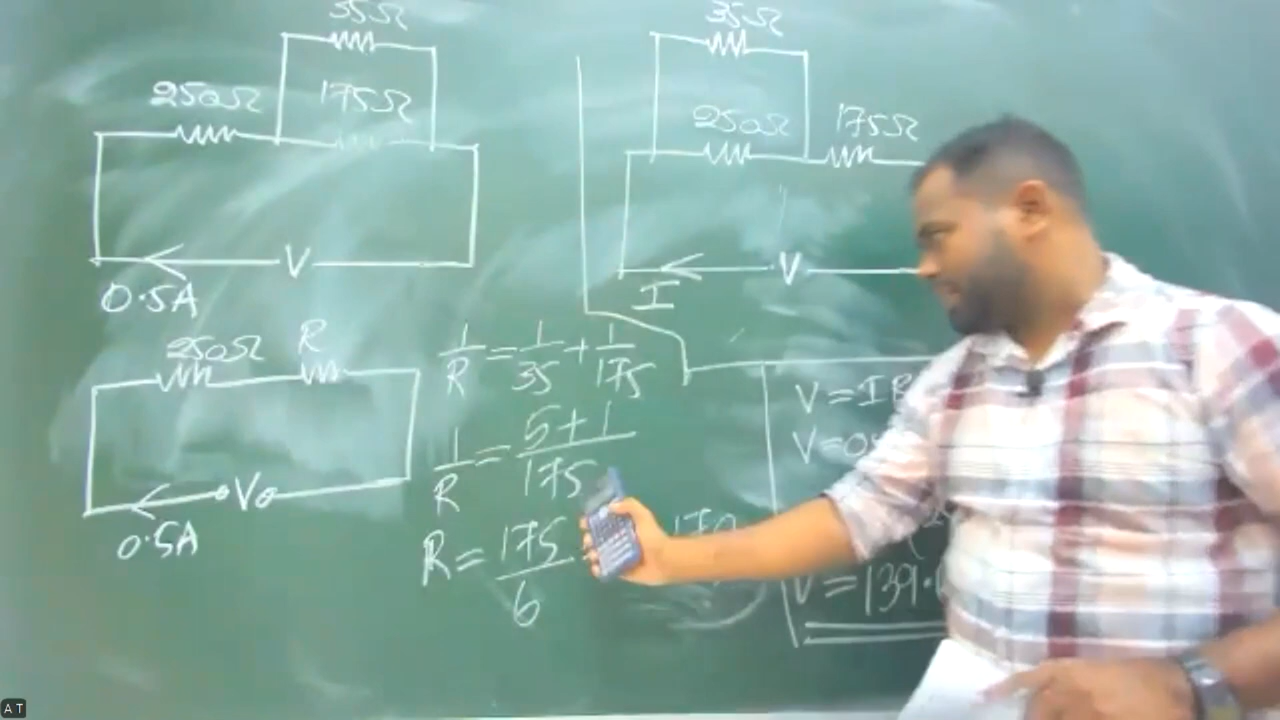 35Ω
250Ω 175Ω
V
0.5A
250Ω R
V
0.5A
1/R = 1/35 + 1/175
1/R = 5+1/175
R = 175/6
35Ω
250Ω 175Ω
V
I
V = I
V = 0
V = 139.
A T